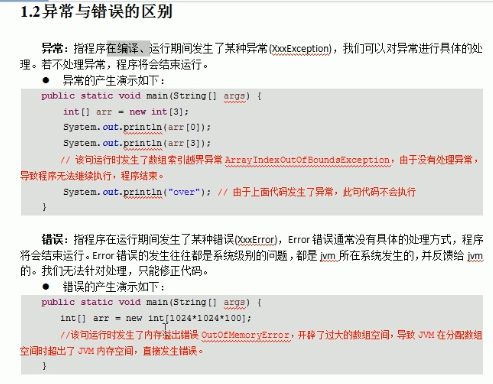 1.2 异常与错误的区别
异常：指程序在编译、运行期间发生了某种异常(XxxException)，我们可以对异常进行具体的处
理。若不处理异常，程序将会结束运行。
● 异常的产生演示如下：
public static void main(String[] args) {
int[] arr = new int[3];
System.out.println(arr[0]);
System.out.println(arr[3]);
// 该句运行时发生了数组索引越界异常 ArrayIndexOutOfBoundsException，由于没有处理异常，
导致程序无法继续执行，程序结束。
System.out.println("over"); // 由于上面代码发生了异常，此句代码不会执行
}
错误：指程序在运行期间发生了某种错误(XxxError)，Error 错误通常没有具体的处理方式，程序
将会结束运行。Error 错误的发生往往都是系统级别的问题，都是 jvm 所在系统发生的，并反馈给 jvm
的。我们无法针对处理，只能修正代码。
● 错误的产生演示如下：
public static void main(String[] args) {
int[] arr = new int[1024*1024*100];
//该句运行时发生了内存溢出错误 OutOfMemoryError，开辟了过大的数组空间，导致 JVM 在分配数组
空间时超出了 JVM 内存空间，直接发生错误。
}